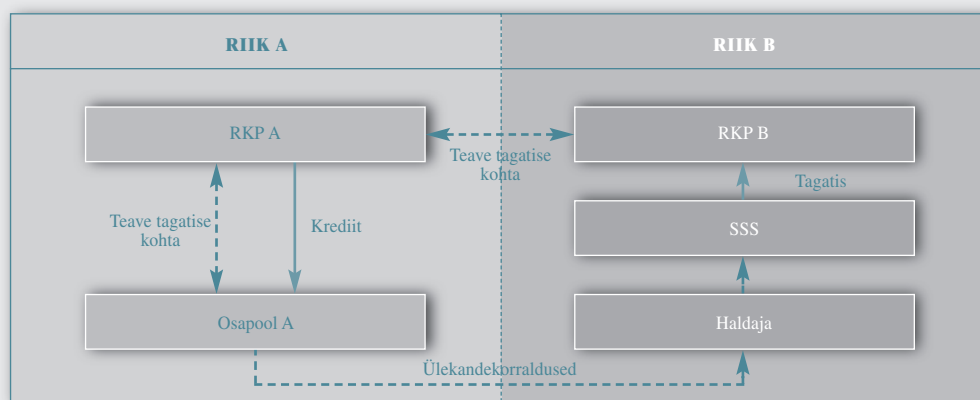 RIIK A
RIIK B
RKP A
RKP B
Teave tagatise
kohta
Tagatis
Teave tagatise
kohta
Krediit
SSS
Osapool A
Haldaja
Ülekandekorraldused